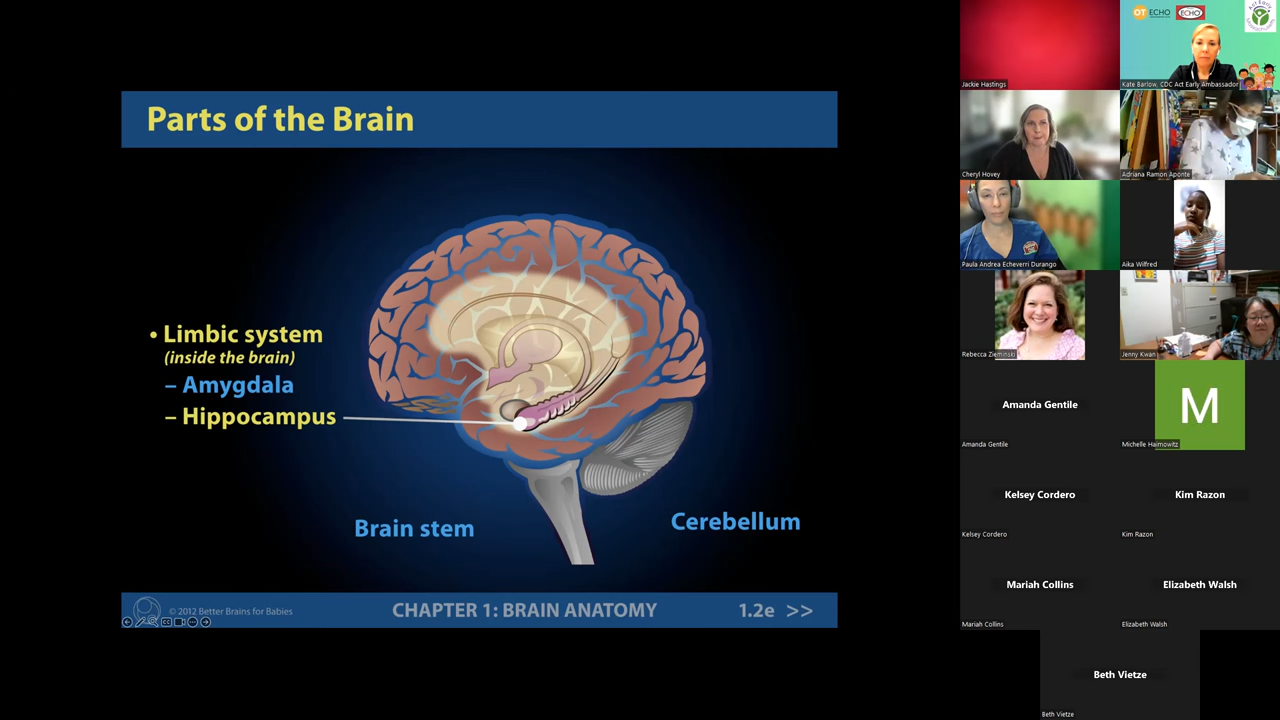 Parts of the Brain
• Limbic system
(inside the brain)
– Amygdala
– Hippocampus
Brain stem
Cerebellum
© 2012 Better Brains for Babies
CHAPTER 1: BRAIN ANATOMY
1.2e >>
Jackie Hastings
OT ECHO
ECHO
Kate Barlow, CDC Act Early Ambassador
Cheryl Hovey
Adriana Ramon Aponte
Paula Andrea Echeverri Durango
Aika Wilfred
Rebecca Zieminski
Jenny Kwan
Amanda Gentile
Amanda Gentile
M
Michelle Haimowitz
Kelsey Cordero
Kelsey Cordero
Kim Razon
Kim Razon
Mariah Collins
Mariah Collins
Elizabeth Walsh
Elizabeth Walsh
Beth Vietze
Beth Vietze